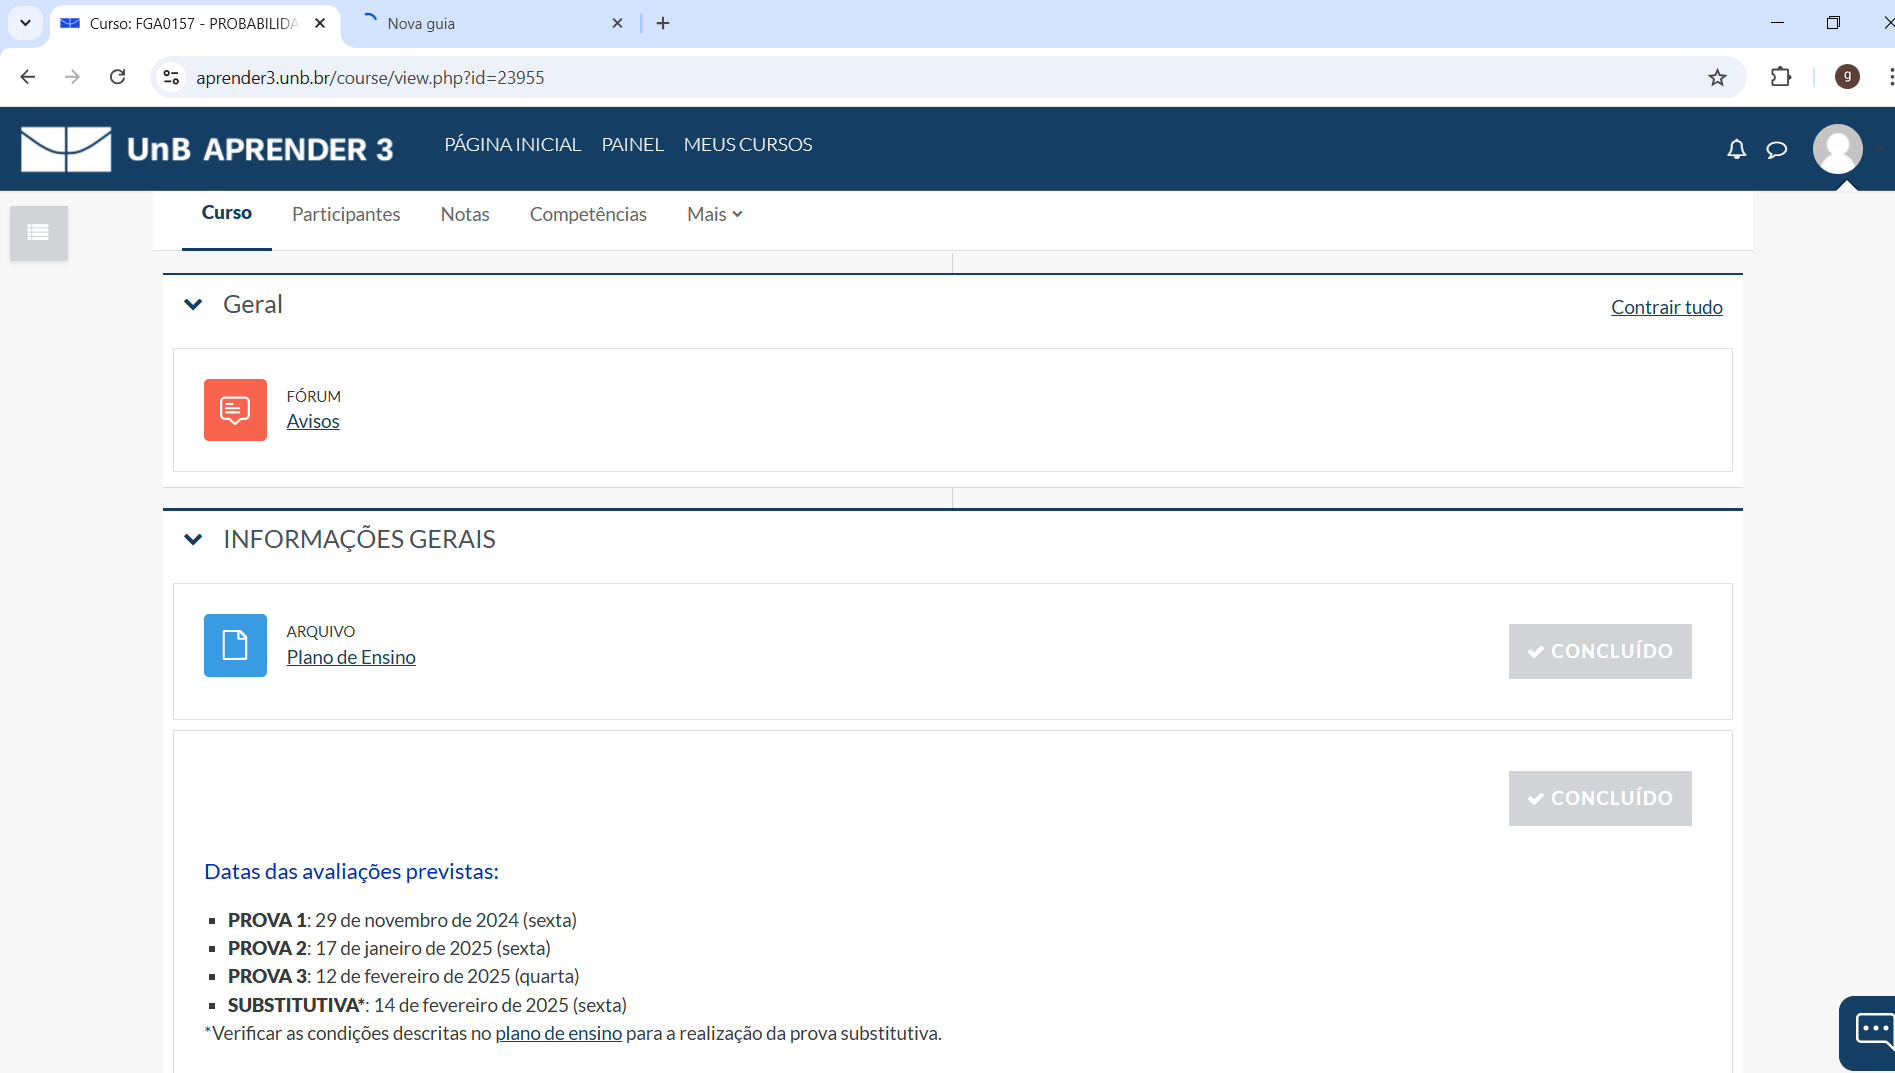 Curso: FGA0157 - PROBABILIDA
Nova guia
aprender3.unb.br/course/view.php?id=23955
g
UnB APRENDER 3
PÁGINA INICIAL
PAINEL
MEUS CURSOS
Curso
Participantes
Notas
Competências
Mais
Geral
Contrair tudo
FÓRUM
Avisos
INFORMAÇÕES GERAIS
ARQUIVO
Plano de Ensino
CONCLUÍDO
CONCLUÍDO
Datas das avaliações previstas:
PROVA 1: 29 de novembro de 2024 (sexta)
PROVA 2: 17 de janeiro de 2025 (sexta)
PROVA 3: 12 de fevereiro de 2025 (quarta)
SUBSTITUTIVA*: 14 de fevereiro de 2025 (sexta)
*Verificar as condições descritas no plano de ensino para a realização da prova substitutiva.